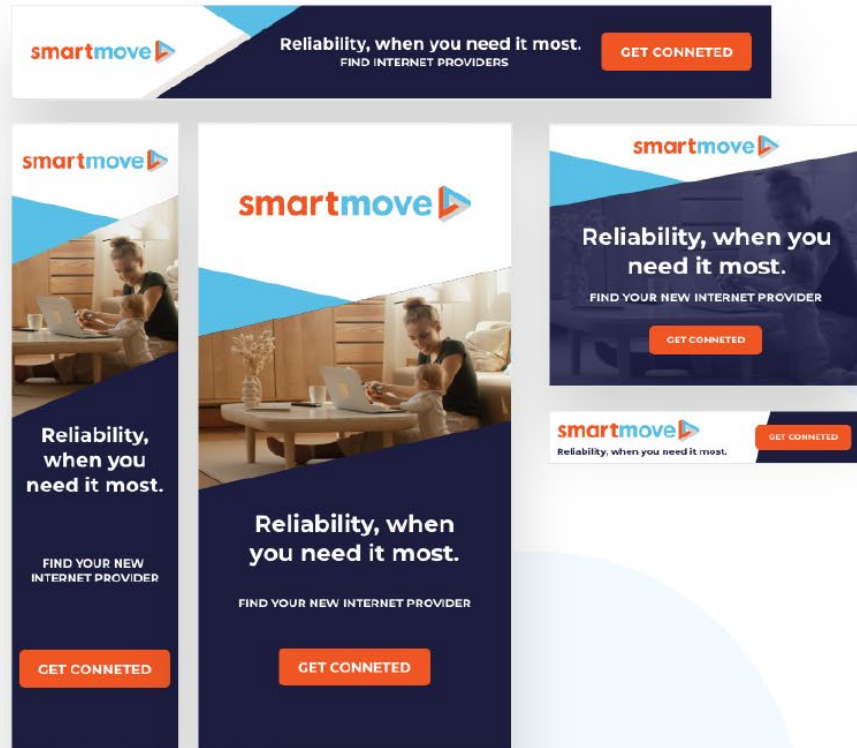 smartmove
Reliability, when you need it most.
FIND INTERNET PROVIDERS
GET CONNETED
smartmove
Reliability,
when you
need it most.
FIND YOUR NEW
INTERNET PROVIDER
GET CONNETED
smartmove
Reliability, when
you need it most.
FIND YOUR NEW INTERNET PROVIDER
GET CONNETED
smartmove
Reliability, when you
need it most.
FIND YOUR NEW INTERNET PROVIDER
GET CONNETED
smartmove
Reliability, when you need it most.
GET CONNETED